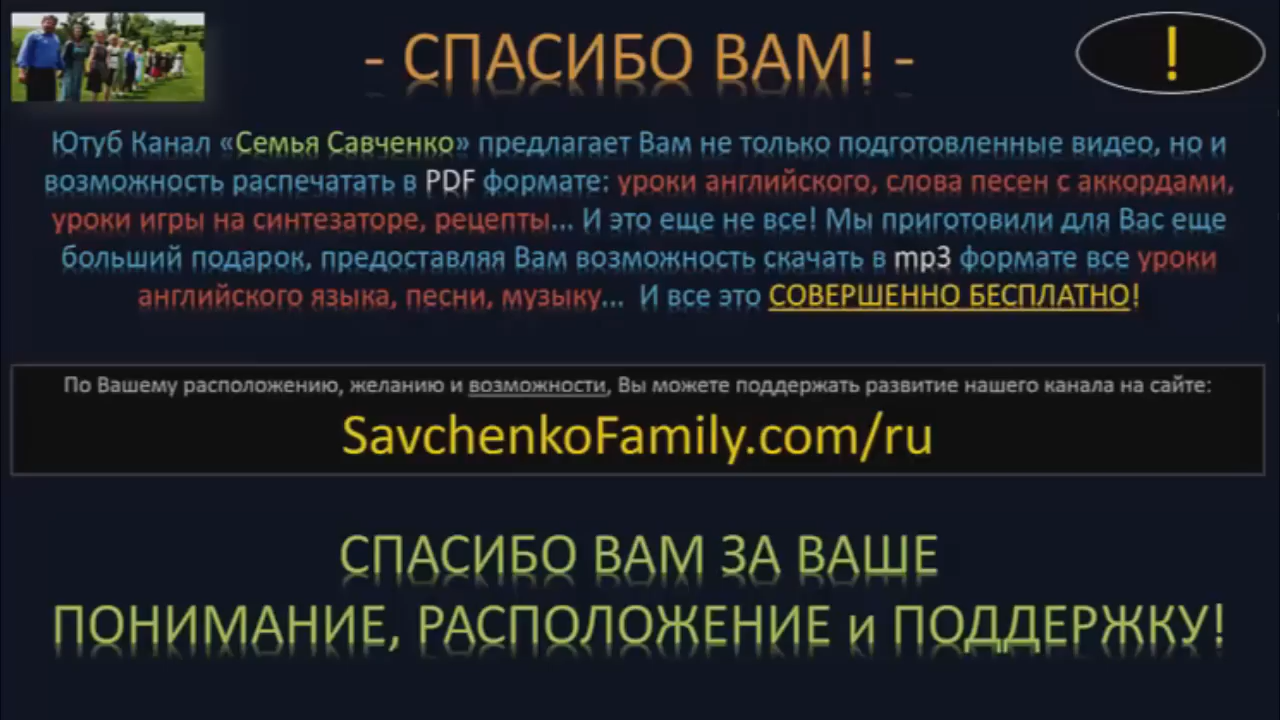 - СПАСИБО ВАМ! -
!
Ютуб Канал «Семья Савченко» предлагает Вам не только подготовленные видео, но и
возможность распечатать в PDF формате: уроки английского, слова песен с аккордами,
уроки игры на синтезаторе, рецепты... И это еще не все! Мы приготовили для Вас еще
больший подарок, предоставляя Вам возможность скачать в mp3 формате все уроки
английского языка, песни, музыку... И все это СОВЕРШЕННО БЕСПЛАТНО!
По Вашему расположению, желанию и возможности, Вы можете поддержать развитие нашего канала на сайте:
SavchenkoFamily.com/ru
СПАСИБО ВАМ ЗА ВАШЕ
ПОНИМАНИЕ, РАСПОЛОЖЕНИЕ и ПОДДЕРЖКУ!